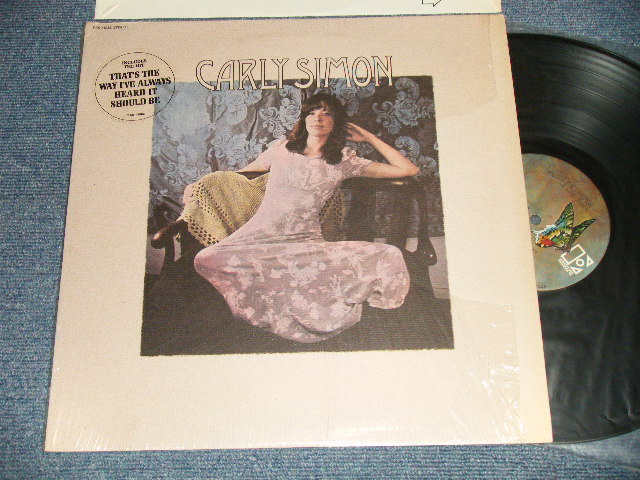 CARLY SIMON
INCLUDES
THE HIT
THAT'S THE
WAY I'VE ALWAYS
HEARD IT
SHOULD BE